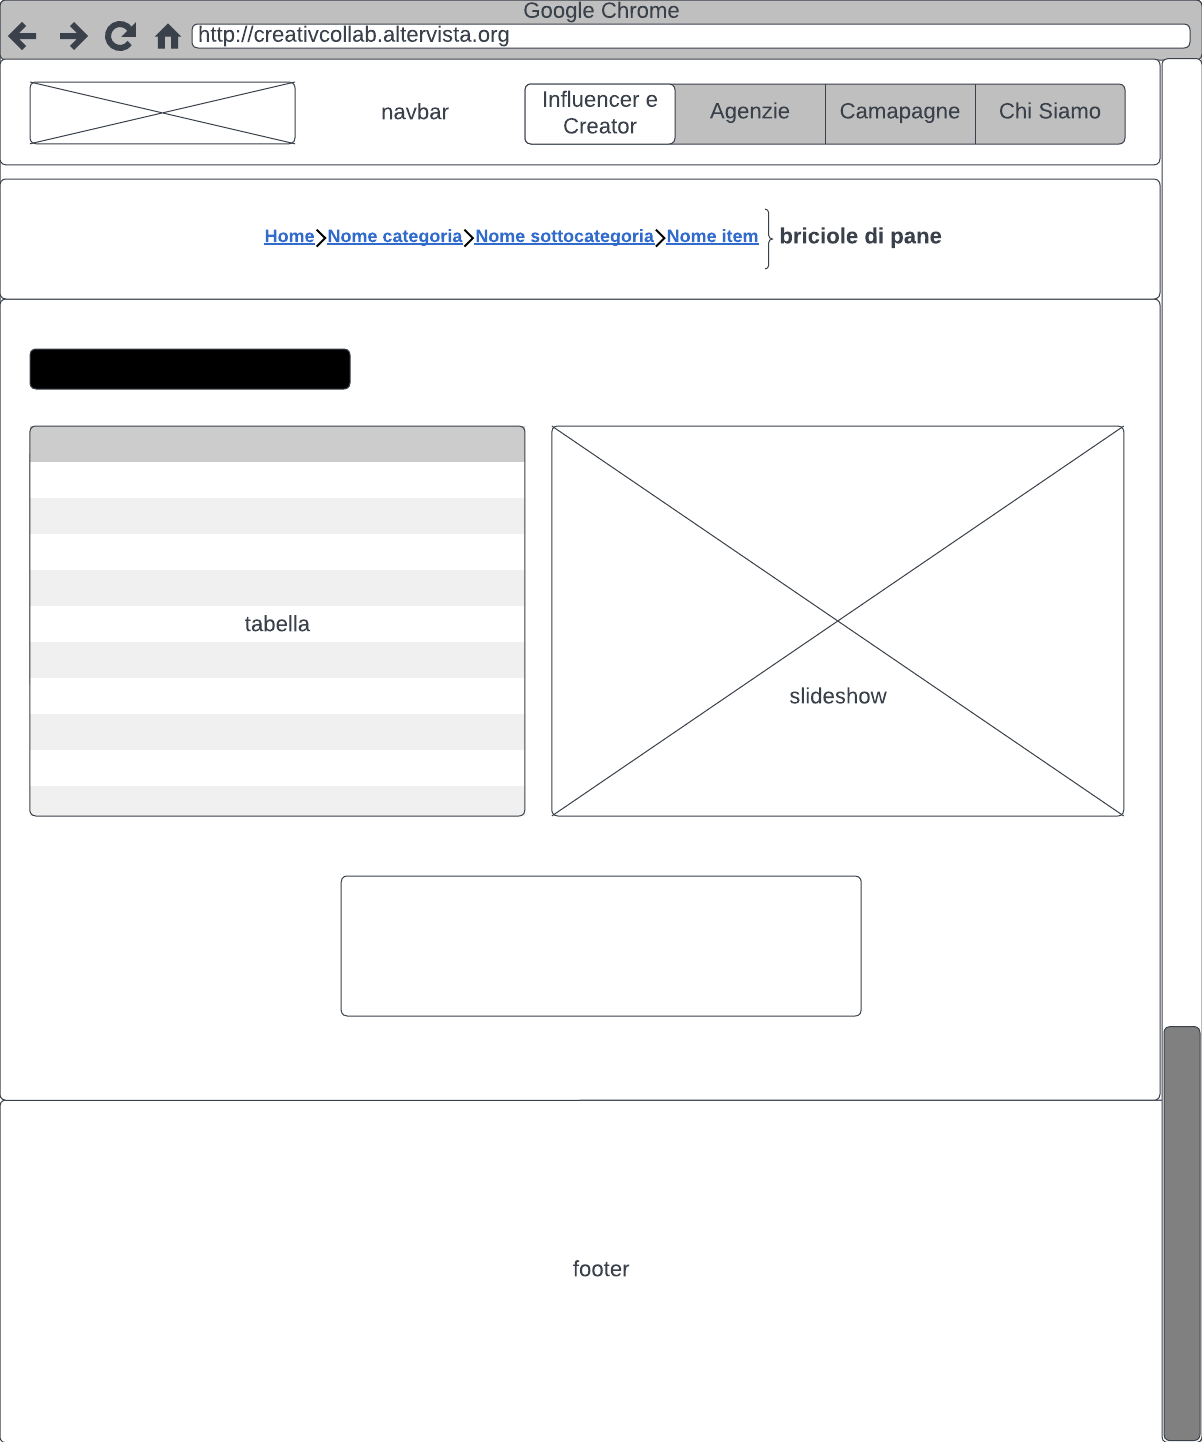 Google Chrome
http://creativcollab.altervista.org
navbar
Influencer e
Creator
Agenzie
Camapagne
Chi Siamo
Home
Nome categoria
Nome sottocategoria
Nome item
briciole di pane
tabella
slideshow
footer